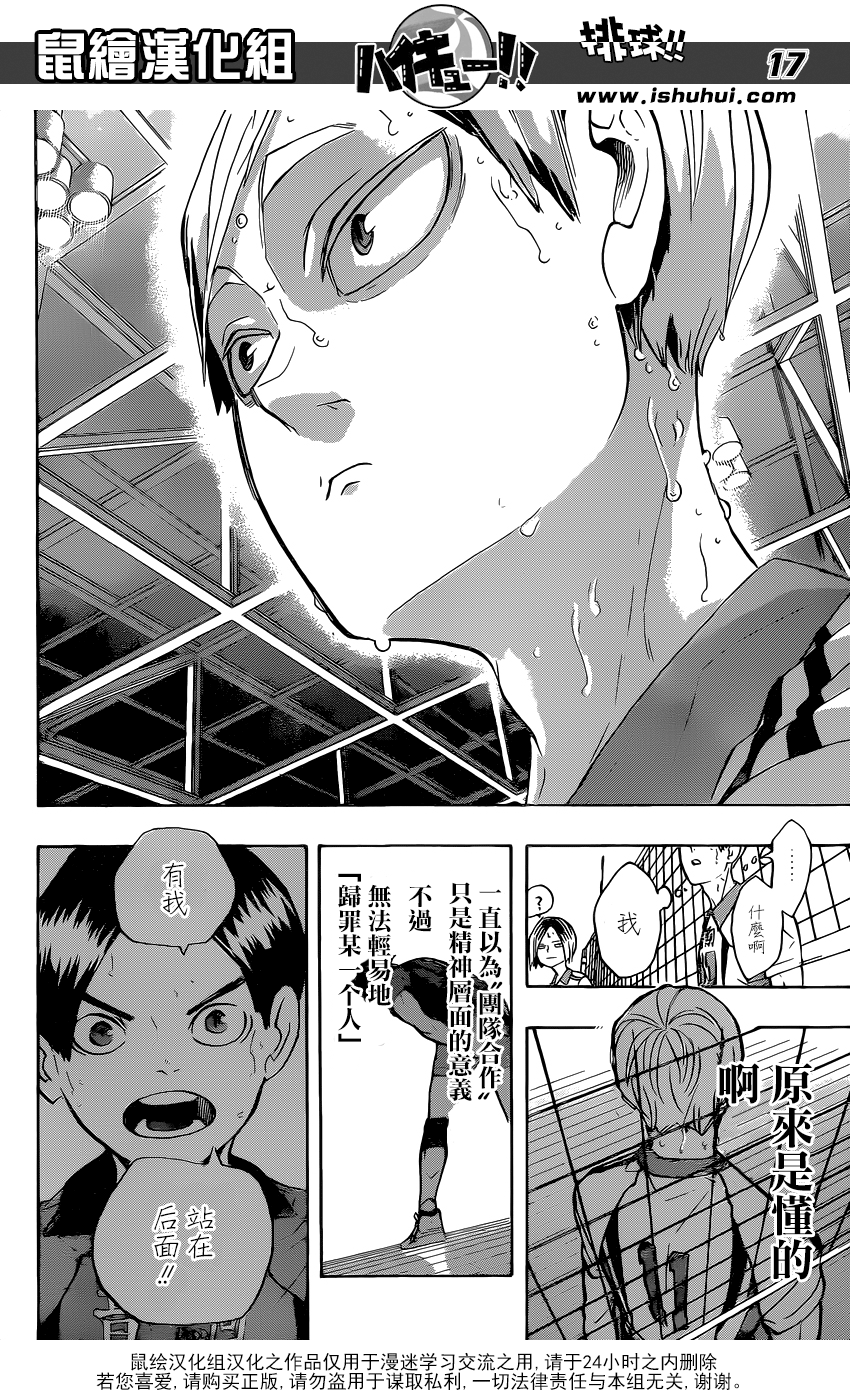 鼠繪漢化組
ハイキュー!!
排球!!
17
www.ishuhui.com
……
什麼啊
我
?
原來是懂的
啊
一直以為〝團隊合作〞
只是精神層面的意義
不過
無法輕易地
「歸罪某一个人」
有我
站在
后面!!
11
鼠绘汉化组汉化之作品仅用于漫迷学习交流之用, 请于24小时之内删除
若您喜爱, 请购买正版, 请勿盗用于谋取私利, 一切法律责任与本组无关, 谢谢。